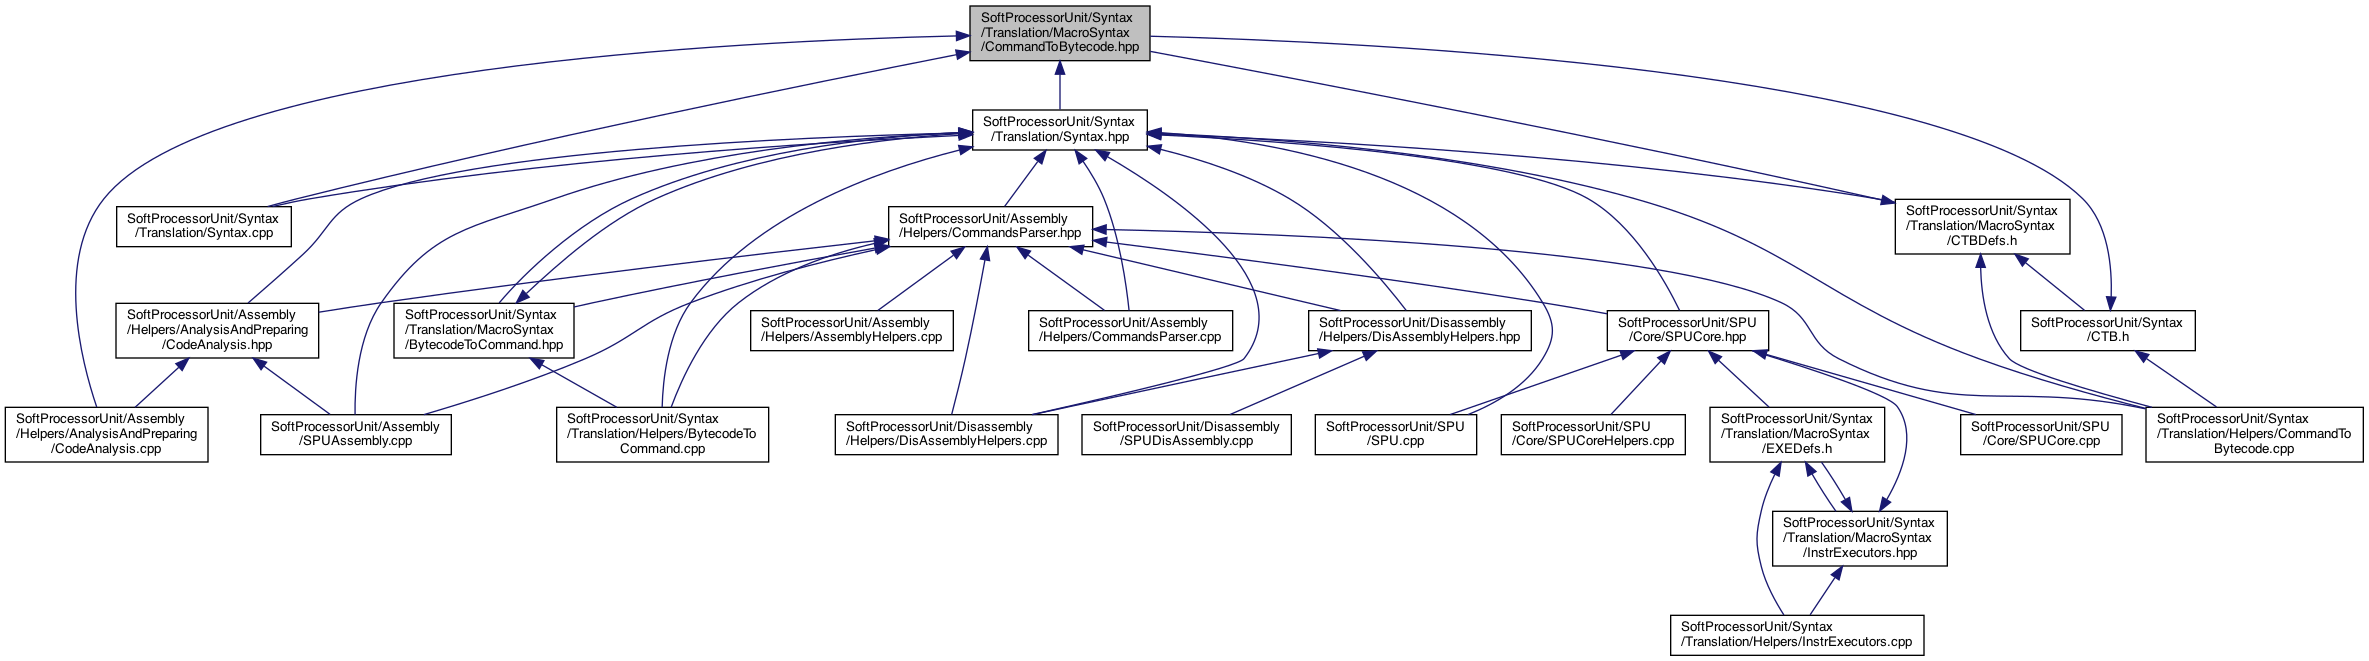 SoftProcessorUnit/Syntax
/Translation/MacroSyntax
/CommandToBytecode.hpp
SoftProcessorUnit/Syntax
/Translation/Syntax.hpp
SoftProcessorUnit/Syntax
/Translation/Syntax.cpp
SoftProcessorUnit/Assembly
/Helpers/CommandsParser.hpp
SoftProcessorUnit/Syntax
/Translation/MacroSyntax
/CTBDefs.h
SoftProcessorUnit/Assembly
/Helpers/AnalysisAndPreparing
/CodeAnalysis.hpp
SoftProcessorUnit/Syntax
/Translation/MacroSyntax
/BytecodeToCommand.hpp
SoftProcessorUnit/Assembly
/Helpers/AssemblyHelpers.cpp
SoftProcessorUnit/Assembly
/Helpers/CommandsParser.cpp
SoftProcessorUnit/Disassembly
/Helpers/DisAssemblyHelpers.hpp
SoftProcessorUnit/SPU
/Core/SPUCore.hpp
SoftProcessorUnit/Syntax
/CTB.h
SoftProcessorUnit/Assembly
/Helpers/AnalysisAndPreparing
/CodeAnalysis.cpp
SoftProcessorUnit/Assembly
/SPUAssembly.cpp
SoftProcessorUnit/Syntax
/Translation/Helpers/BytecodeTo
Command.cpp
SoftProcessorUnit/Disassembly
/Helpers/DisAssemblyHelpers.cpp
SoftProcessorUnit/Disassembly
/SPUDisAssembly.cpp
SoftProcessorUnit/SPU
/SPU.cpp
SoftProcessorUnit/SPU
/Core/SPUCoreHelpers.cpp
SoftProcessorUnit/Syntax
/Translation/MacroSyntax
/EXEDefs.h
SoftProcessorUnit/SPU
/Core/SPUCore.cpp
SoftProcessorUnit/Syntax
/Translation/Helpers/CommandTo
Bytecode.cpp
SoftProcessorUnit/Syntax
/Translation/MacroSyntax
/InstrExecutors.hpp
SoftProcessorUnit/Syntax
/Translation/Helpers/InstrExecutors.cpp